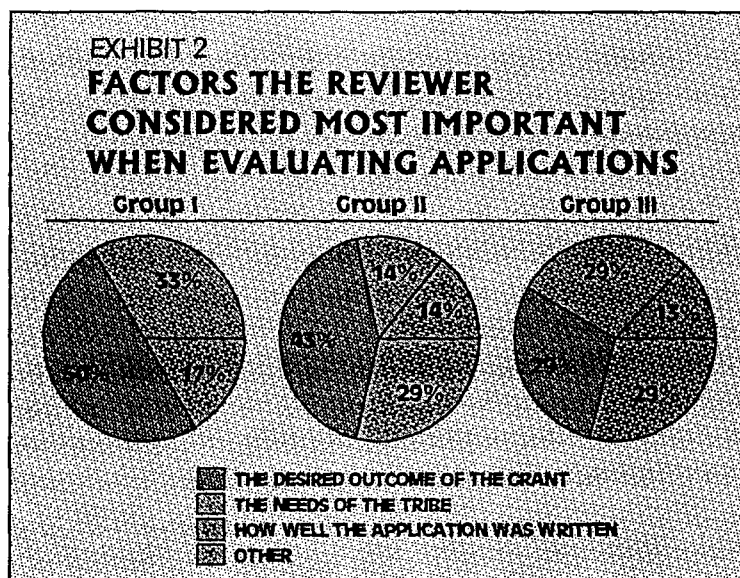 EXHIBIT 2
FACTORS THE REVIEWER
CONSIDERED MOST IMPORTANT
WHEN EVALUATING APPLICATIONS
Group I Group II Group III
33% 14% 29%
14% 13%
43%
17% 29% 29%
29%
THE DESIRED OUTCOME OF THE GRANT
THE NEEDS OF THE TRIBE
HOW WELL THE APPLICATION WAS WRITTEN
OTHER